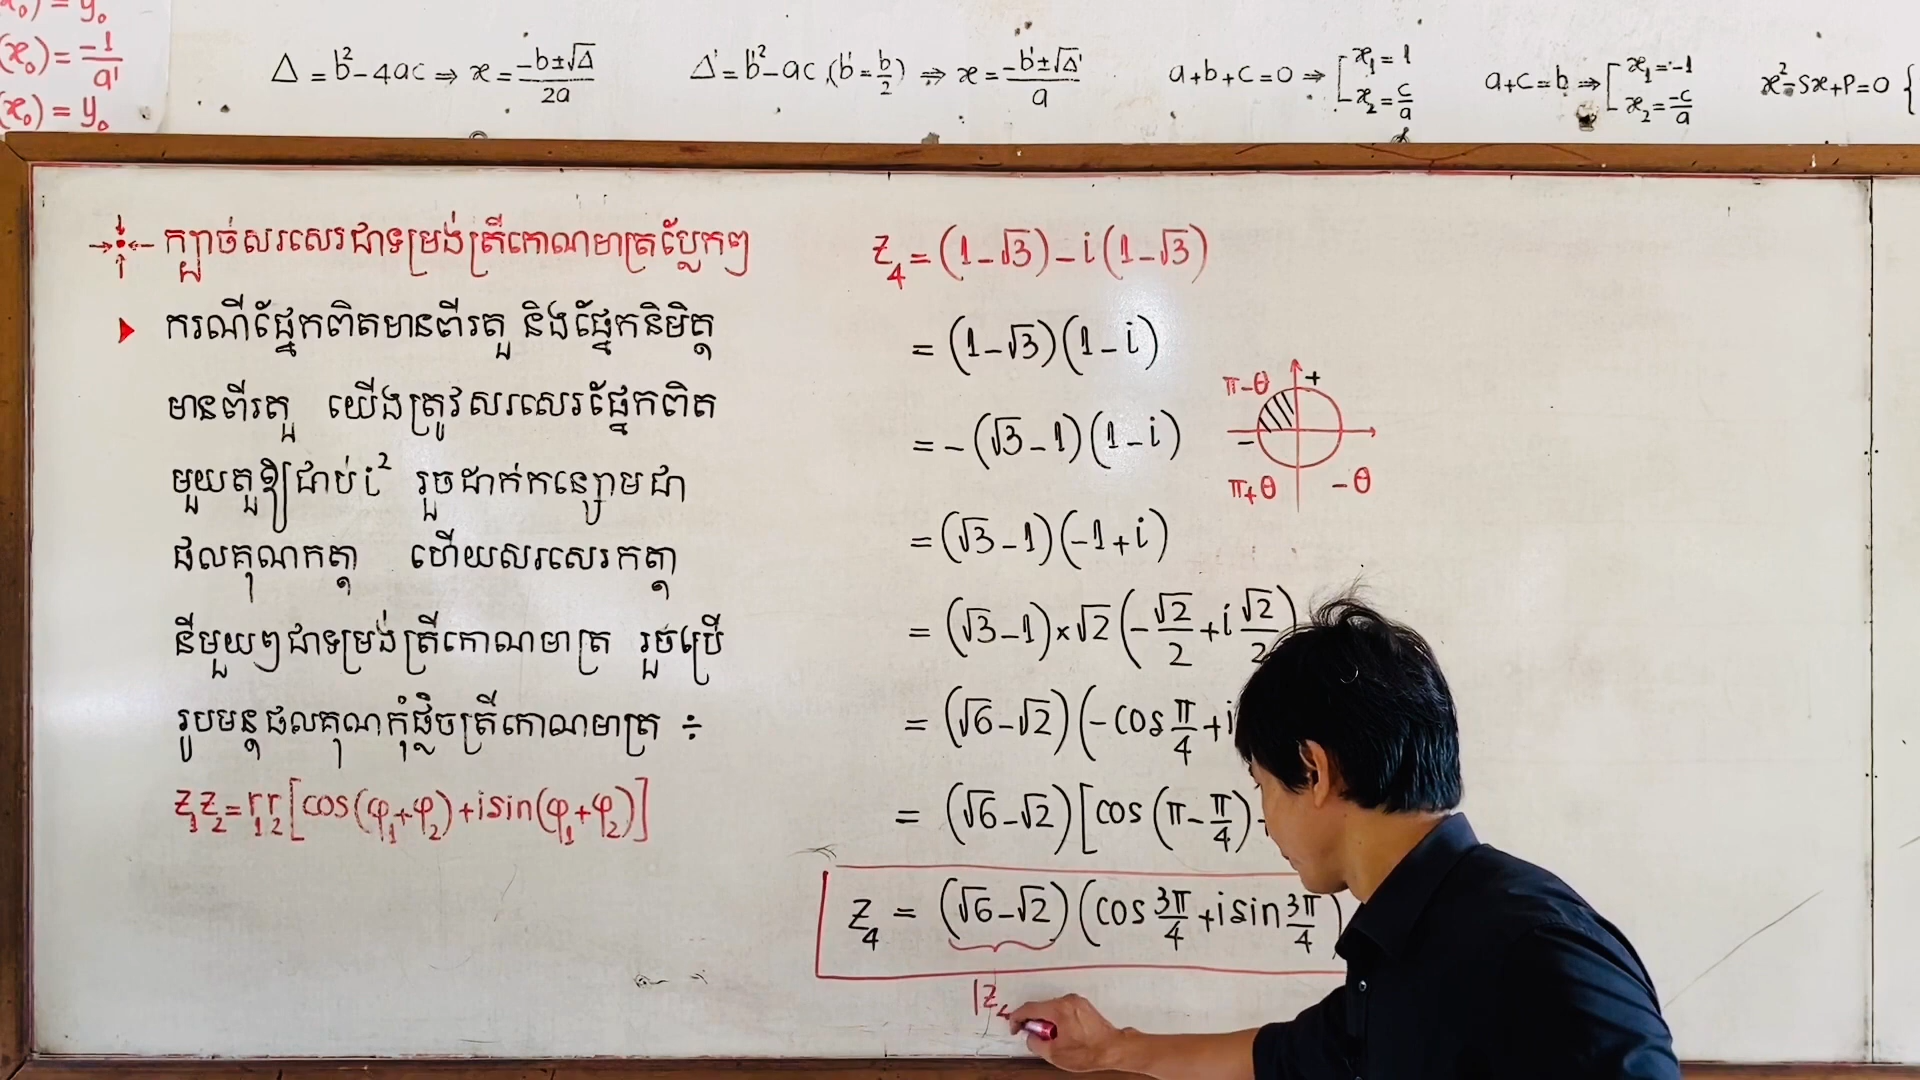 x₀) = y₀
(x₀) = -1/a'
(x₀) = y₀
Δ = b² - 4ac ⇒ x = (-b±√Δ)/2a
Δ' = b'² - ac, (b' = b/2) ⇒ x = (-b'±√Δ')/a
a+b+c=0 ⇒ [ x₁ = 1
x₂ = c/a
a+c=b ⇒ [ x₁ = -1
x₂ = -c/a
x² - Sx + P = 0 {
ក្បាច់សរសេរជាទម្រង់ត្រីកោណមាត្រប្លែកៗ
ករណីផ្នែកពិតមានពីរតួ និងផ្នែកនិមិត្ត
មានពីរតួ យើងត្រូវសរសេរផ្នែកពិត
មួយតួឱ្យជាប់ i² រួចដាក់កន្សោមជា
ផលគុណកត្តា ហើយសរសេរកត្តា
នីមួយៗជាទម្រង់ត្រីកោណមាត្រ រួចប្រើ
រូបមន្តផលគុណកុំផ្លិចត្រីកោណមាត្រ ÷
Z₁Z₂ = r₁r₂[cos(φ₁+φ₂)+isin(φ₁+φ₂)]
Z₄ = (1-√3) - i(1-√3)
= (1-√3)(1-i)
= -(√3-1)(1-i)
= (√3-1)(-1+i)
= (√3-1)×√2(-√2/2 + i√2/2)
= (√6-√2)(-cos π/4 + i
= (√6-√2)[cos(π - π/4) +
Z₄ = (√6-√2)(cos 3π/4 + isin 3π/4)
|Z₄
π-θ +
-
π+θ -θ